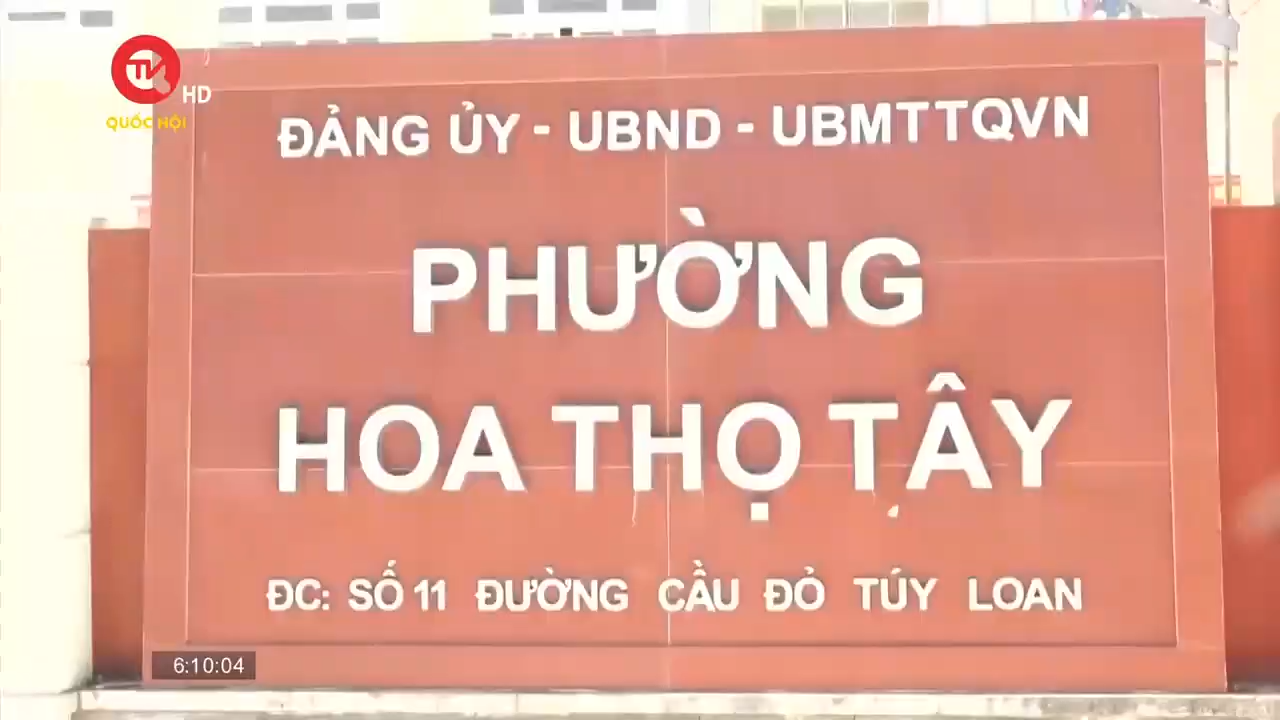 TV
HD
QUỐC HỘI
ĐẢNG ỦY - UBND - UBMTTQVN
PHƯỜNG
HOA THỌ TÂY
ĐC: SỐ 11 ĐƯỜNG CẦU ĐỎ TÚY LOAN
6:10:04